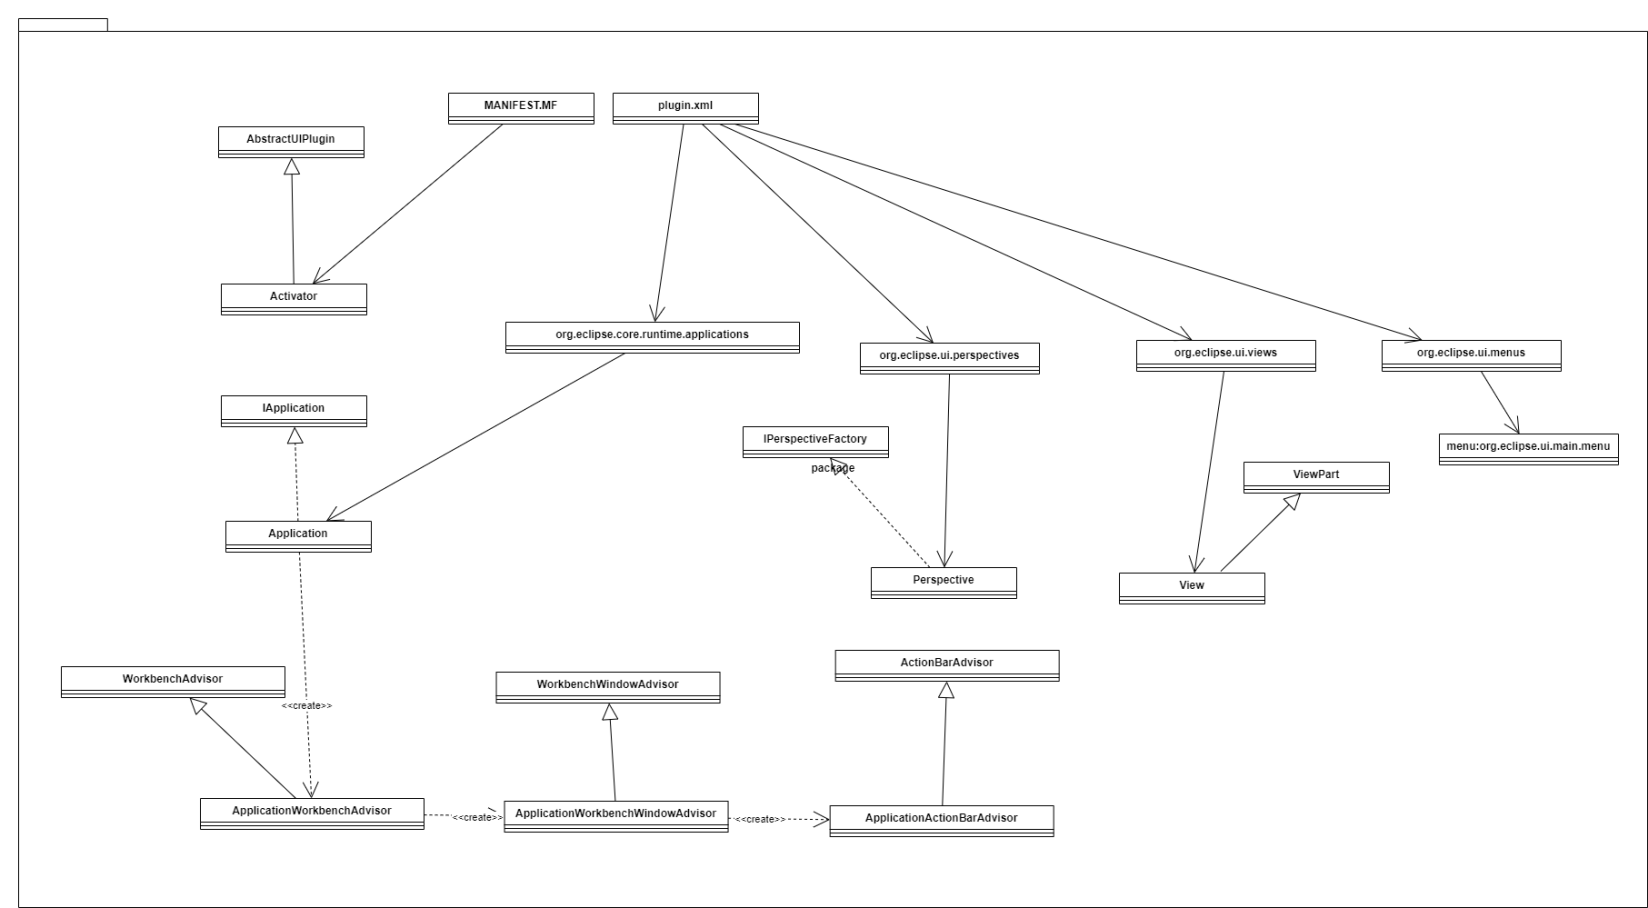 MANIFEST.MF
plugin.xml
AbstractUIPlugin
Activator
org.eclipse.core.runtime.applications
org.eclipse.ui.perspectives
org.eclipse.ui.views
org.eclipse.ui.menus
IApplication
IPerspectiveFactory
package
menu:org.eclipse.ui.main.menu
ViewPart
Application
Perspective
View
WorkbenchAdvisor
WorkbenchWindowAdvisor
ActionBarAdvisor
<<create>>
ApplicationWorkbenchAdvisor
<<create>>
ApplicationWorkbenchWindowAdvisor
<<create>>
ApplicationActionBarAdvisor